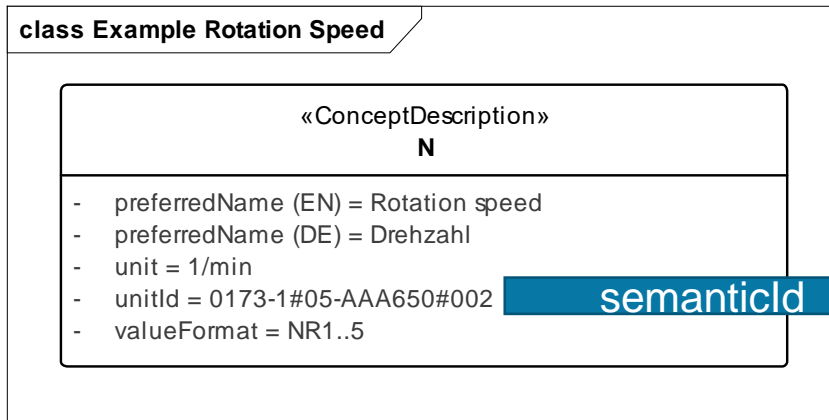 class Example Rotation Speed
«ConceptDescription»
N
- preferredName (EN) = Rotation speed
- preferredName (DE) = Drehzahl
- unit = 1/min
- unitId = 0173-1#05-AAA650#002
semanticId
- valueFormat = NR1..5